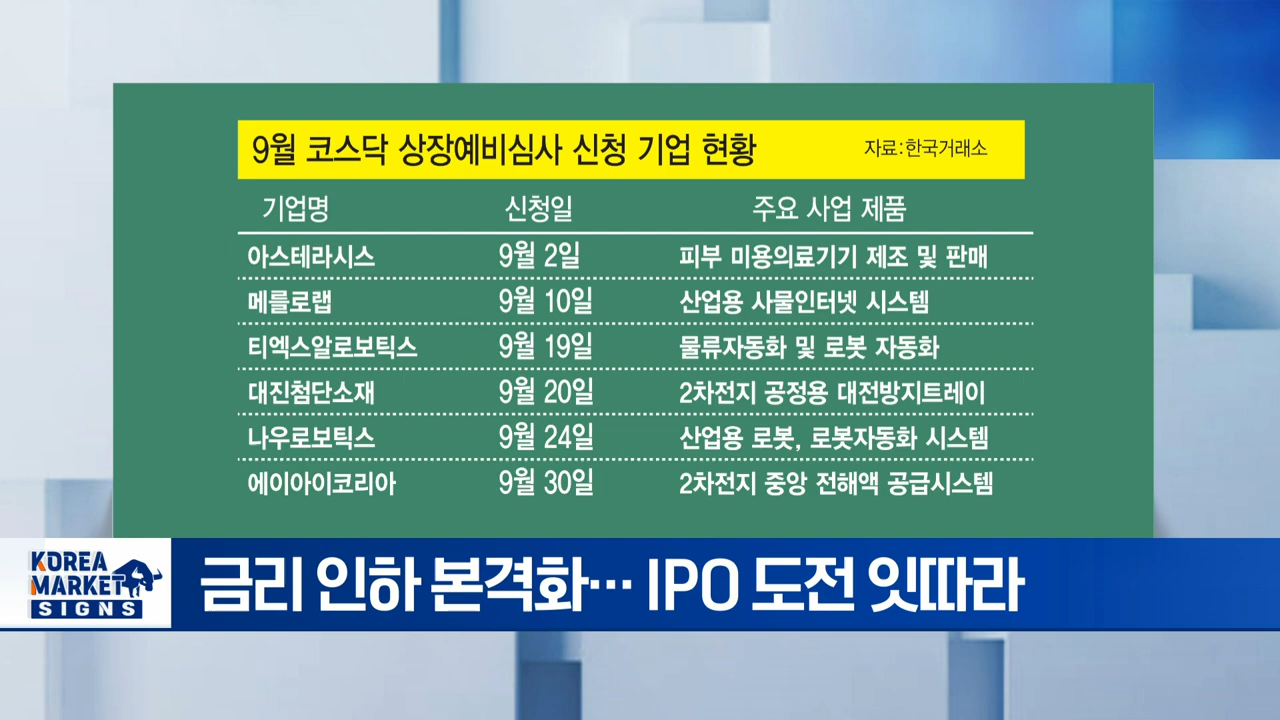 9월 코스닥 상장예비심사 신청 기업 현황 자료:한국거래소
기업명 신청일 주요 사업 제품
아스테라시스 9월 2일 피부 미용의료기기 제조 및 판매
메를로랩 9월 10일 산업용 사물인터넷 시스템
티엑스알로보틱스 9월 19일 물류자동화 및 로봇 자동화
대진첨단소재 9월 20일 2차전지 공정용 대전방지트레이
나우로보틱스 9월 24일 산업용 로봇, 로봇자동화 시스템
에이아이코리아 9월 30일 2차전지 중앙 전해액 공급시스템
KOREA
MARKET
SIGNS
금리 인하 본격화… IPO 도전 잇따라